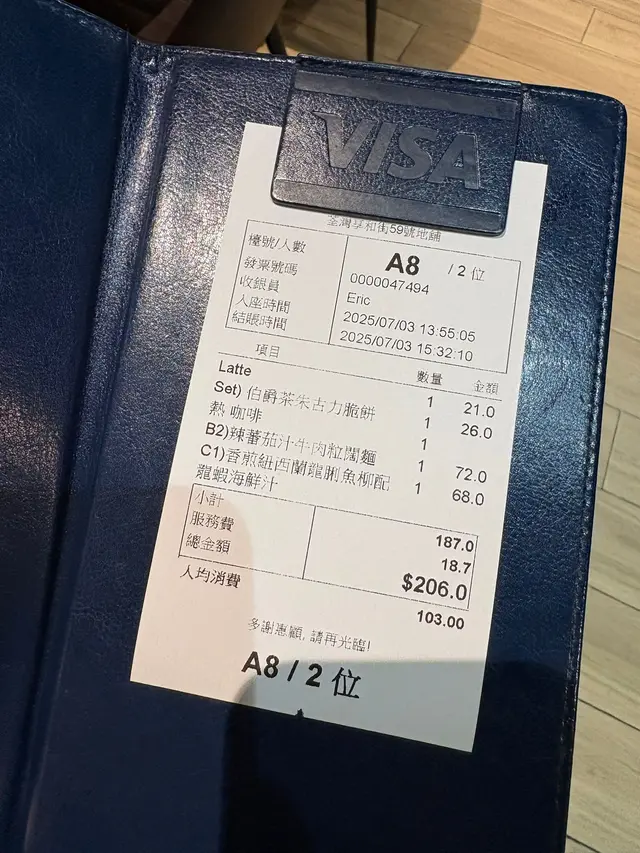 VISA
荃灣享和街59號地舖
檯號/人數 A8 / 2 位
發票號碼 0000047494
收銀員 Eric
入座時間 2025/07/03 13:55:05
結賬時間 2025/07/03 15:32:10
項目 數量 金額
Latte 1 21.0
Set) 伯爵茶朱古力脆餅 1 26.0
熱 咖啡 1
B2)辣蕃茄汁牛肉粒闊麵 1 72.0
C1)香煎紐西蘭龍脷魚柳配 1 68.0
龍蝦海鮮汁
小計 187.0
服務費 18.7
總金額 $206.0
人均消費 103.00
多謝惠顧, 請再光臨!
A8 / 2 位